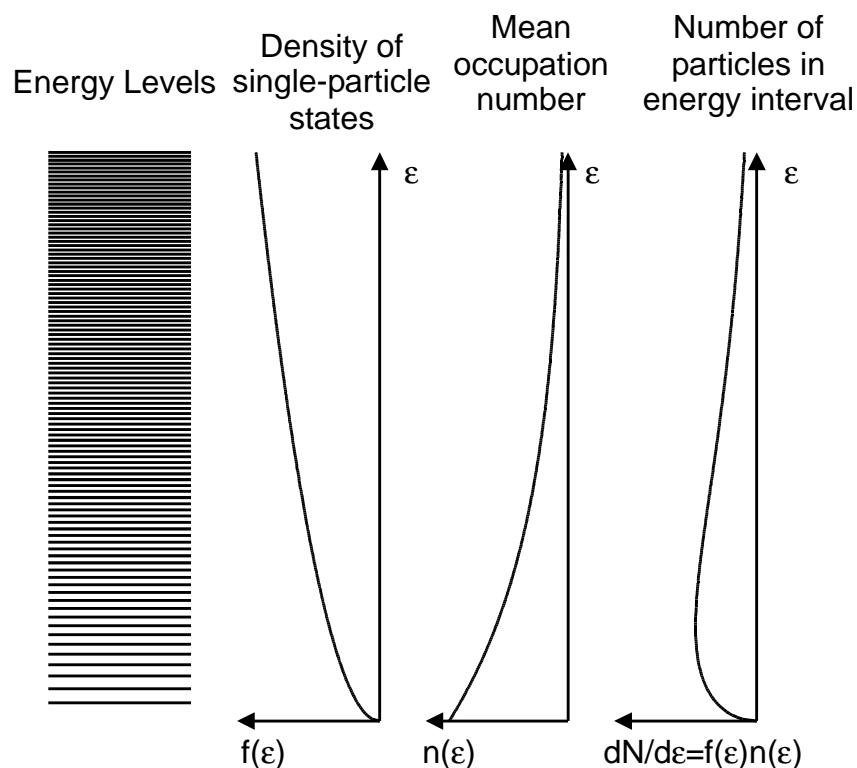 Energy Levels
Density of
single-particle
states
Mean
occupation
number
Number of
particles in
energy interval
ε
ε
ε
f(ε)
n(ε)
dN/dε=f(ε)n(ε)